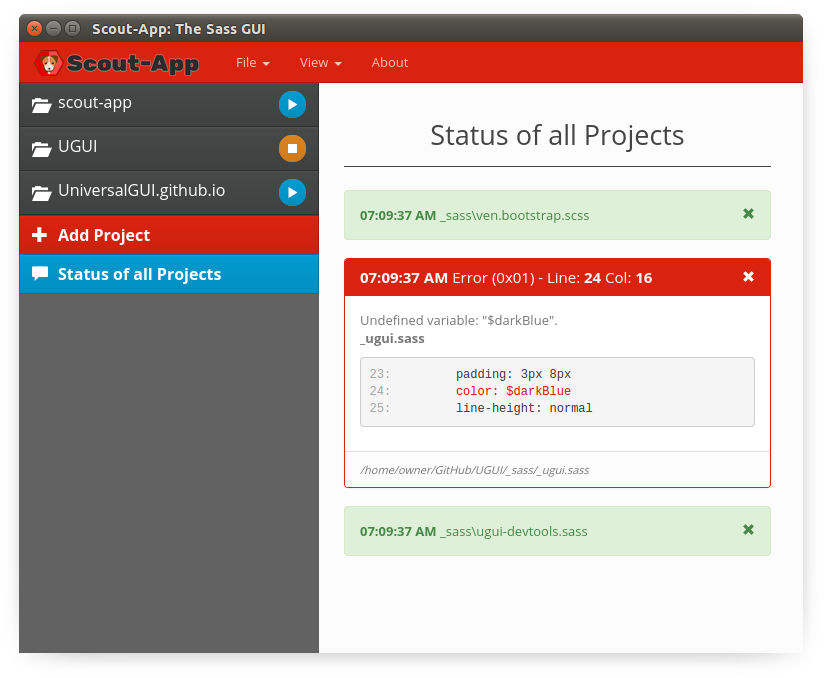 Scout-App: The Sass GUI
Scout-App File View About
scout-app
UGUI
UniversalGUI.github.io
Add Project
Status of all Projects
Status of all Projects
07:09:37 AM _sass\ven.bootstrap.scss
07:09:37 AM Error (0x01) - Line: 24 Col: 16
Undefined variable: "$darkBlue".
_ugui.sass
23: padding: 3px 8px
24: color: $darkBlue
25: line-height: normal
/home/owner/GitHub/UGUI/_sass/_ugui.sass
07:09:37 AM _sass\ugui-devtools.sass